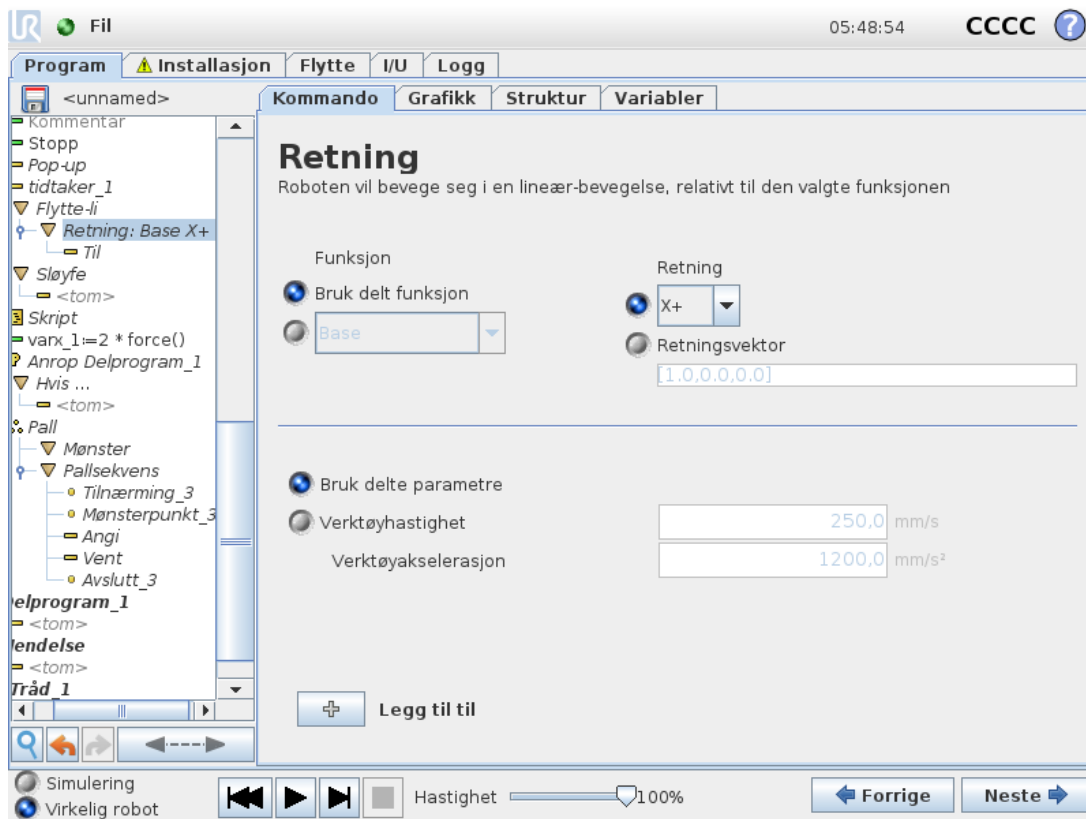 UR
Fil
05:48:54
CCCC
?
Program
Installasjon
Flytte
I/U
Logg
<unnamed>
Kommando
Grafikk
Struktur
Variabler
Kommentar
Stopp
Pop-up
tidtaker_1
Flytte-li
Retning: Base X+
Til
Sløyfe
<tom>
Skript
varx_1:=2 * force()
Anrop Delprogram_1
Hvis ...
<tom>
Pall
Mønster
Pallsekvens
Tilnærming_3
Mønsterpunkt_3
Angi
Vent
Avslutt_3
elprogram_1
<tom>
endelse
<tom>
Tråd_1
Retning
Roboten vil bevege seg i en lineær-bevegelse, relativt til den valgte funksjonen
Funksjon
Bruk delt funksjon
Base
Retning
X+
Retningsvektor
[1.0,0.0,0.0]
Bruk delte parametre
Verktøyhastighet
250,0 mm/s
Verktøyakselerasjon
1200,0 mm/s²
Legg til til
Simulering
Virkelig robot
Hastighet
100%
Forrige
Neste